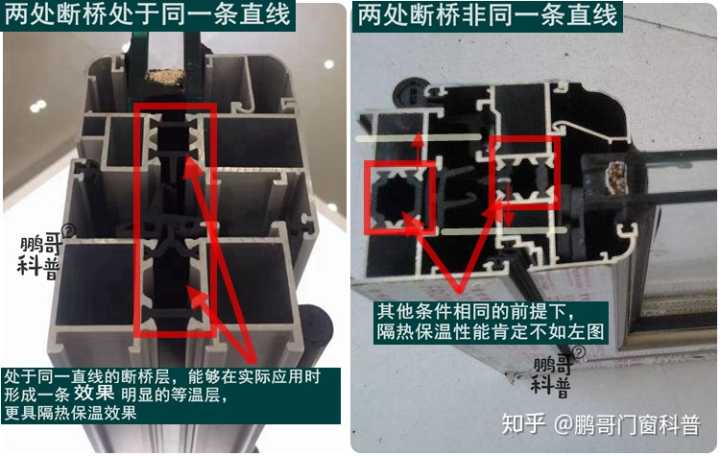 两处断桥处于同一条直线
鹏哥?
科普
处于同一直线的断桥层，能够在实际应用时
形成一条 效果 明显的等温层，
更具隔热保温效果
两处断桥非同一条直线
其他条件相同的前提下，
隔热保温性能肯定不如左图
鹏哥?
科普
知乎 @鹏哥门窗科普